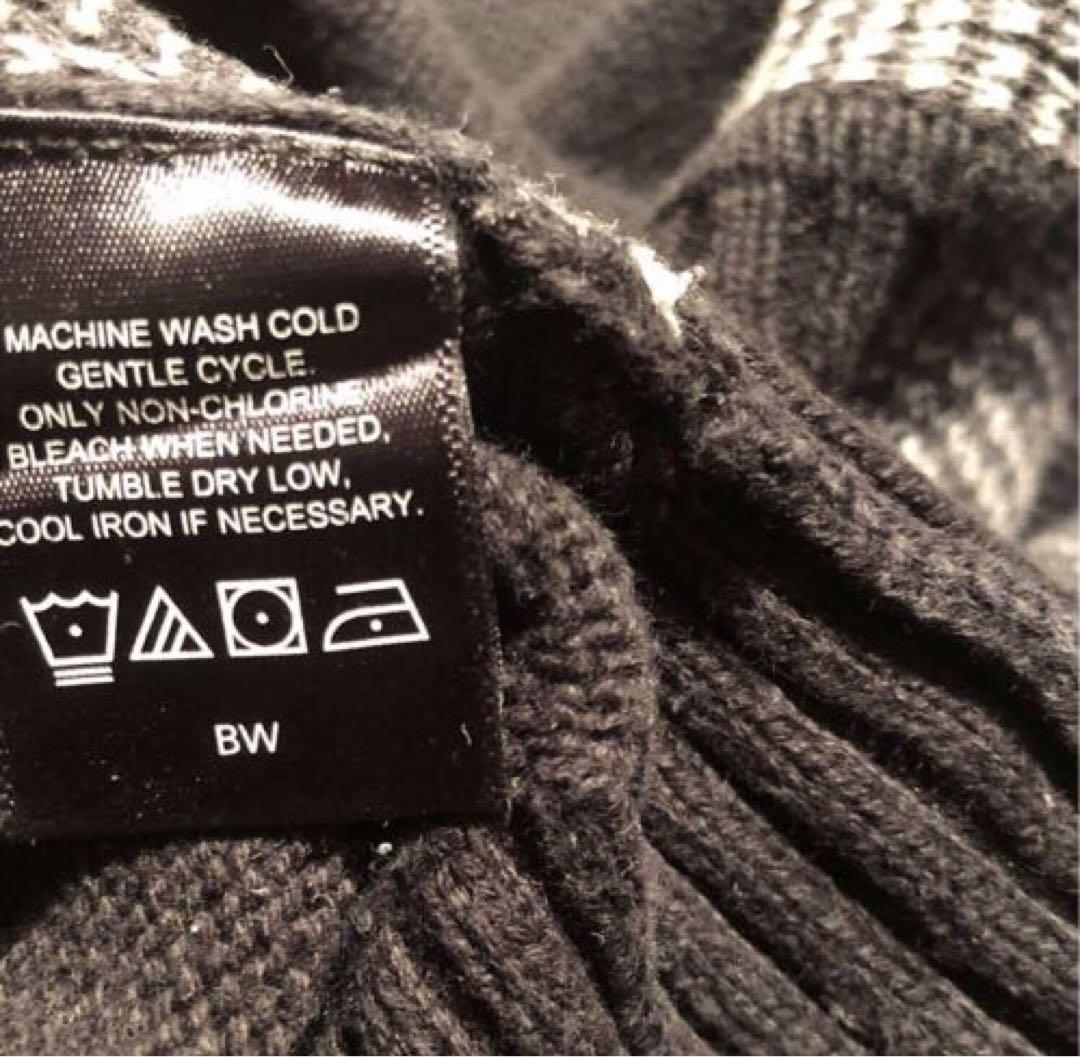 MACHINE WASH COLD
GENTLE CYCLE.
ONLY NON-CHLORINE
BLEACH WHEN NEEDED,
TUMBLE DRY LOW,
COOL IRON IF NECESSARY.
BW